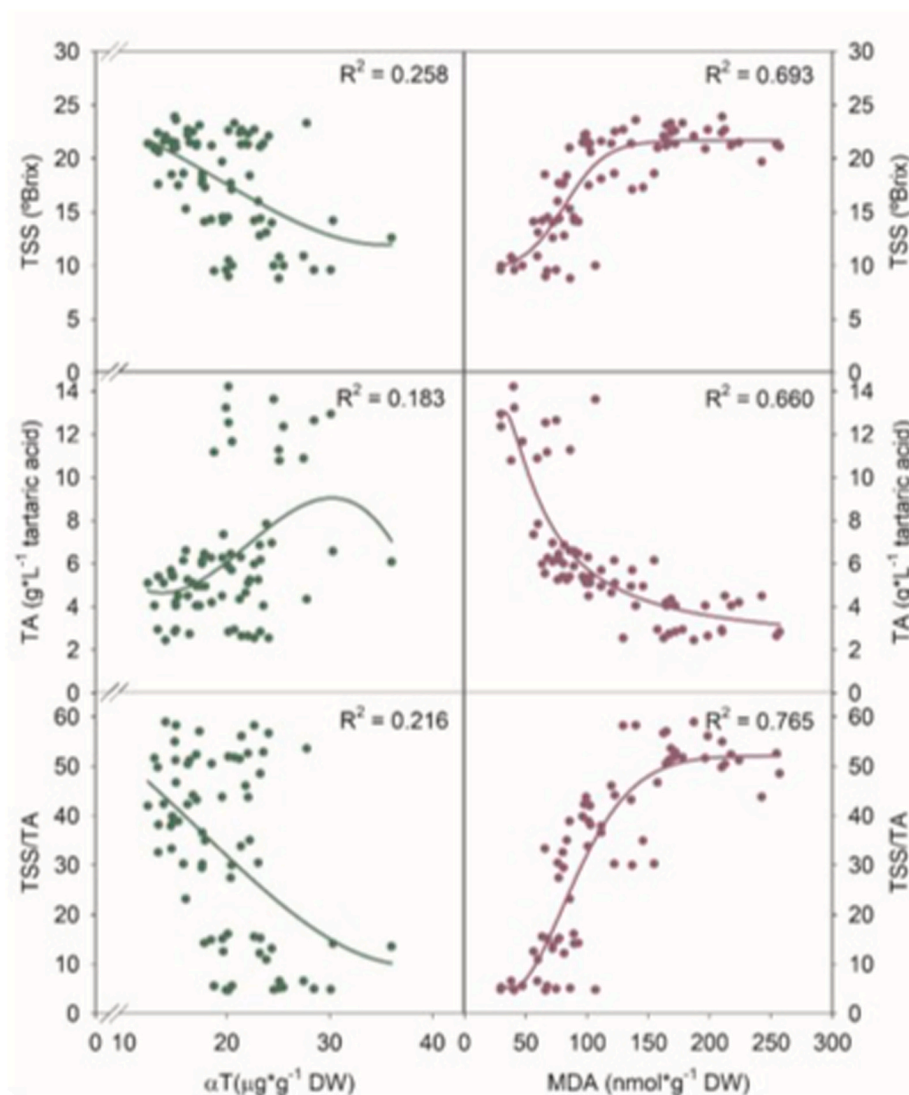 30
25
20
15
10
5
0
TSS (ºBrix)
R² = 0.258
R² = 0.693
30
25
20
15
10
5
0
TSS (ºBrix)
14
12
10
8
6
4
2
0
TA (g*L⁻¹ tartaric acid)
R² = 0.183
R² = 0.660
14
12
10
8
6
4
2
0
TA (g*L⁻¹ tartaric acid)
60
50
40
30
20
10
0
TSS/TA
R² = 0.216
R² = 0.765
60
50
40
30
20
10
0
TSS/TA
0 10 20 30 40
50 100 150 200 250 300
αT(µg*g⁻¹ DW)
MDA (nmol*g⁻¹ DW)